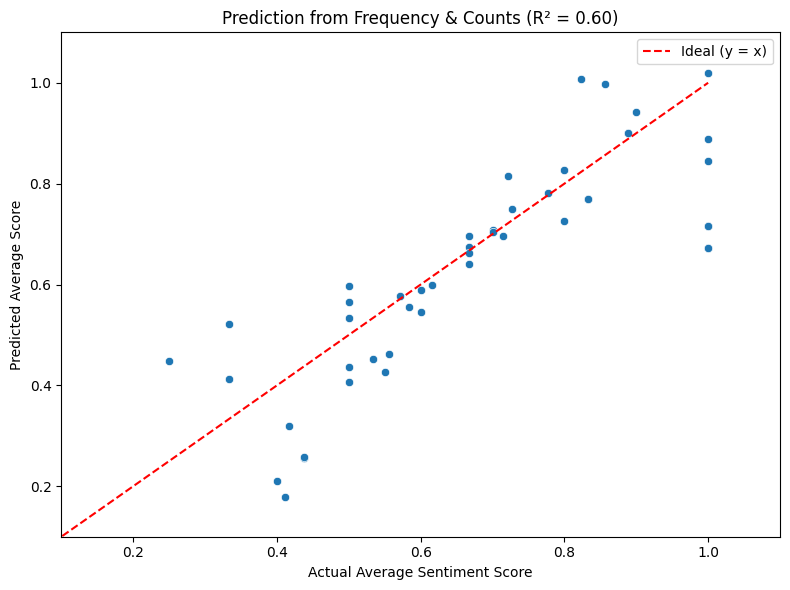 Prediction from Frequency & Counts (R² = 0.60)
Ideal (y = x)
Predicted Average Score
1.0
0.8
0.6
0.4
0.2
0.2 0.4 0.6 0.8 1.0
Actual Average Sentiment Score